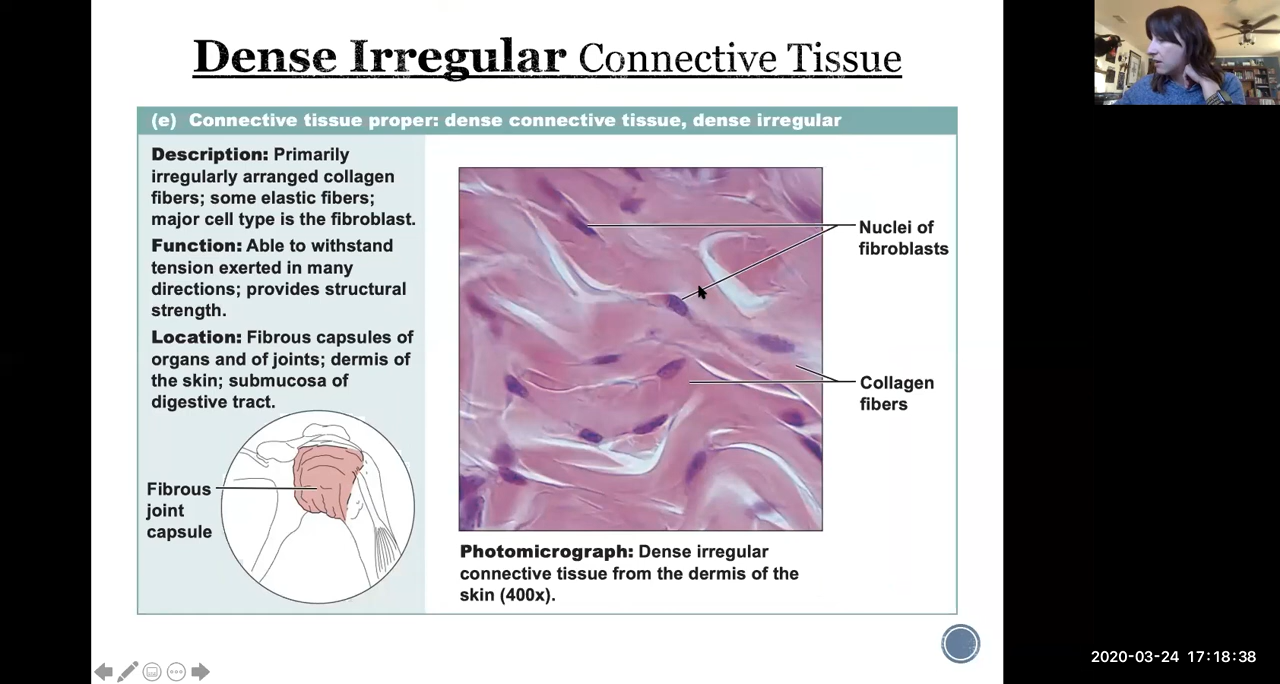 Dense Irregular Connective Tissue
(e) Connective tissue proper: dense connective tissue, dense irregular
Description: Primarily
irregularly arranged collagen
fibers; some elastic fibers;
major cell type is the fibroblast.
Function: Able to withstand
tension exerted in many
directions; provides structural
strength.
Location: Fibrous capsules of
organs and of joints; dermis of
the skin; submucosa of
digestive tract.
Fibrous
joint
capsule
Nuclei of
fibroblasts
Collagen
fibers
Photomicrograph: Dense irregular
connective tissue from the dermis of the
skin (400x).
2020-03-24 17:18:38